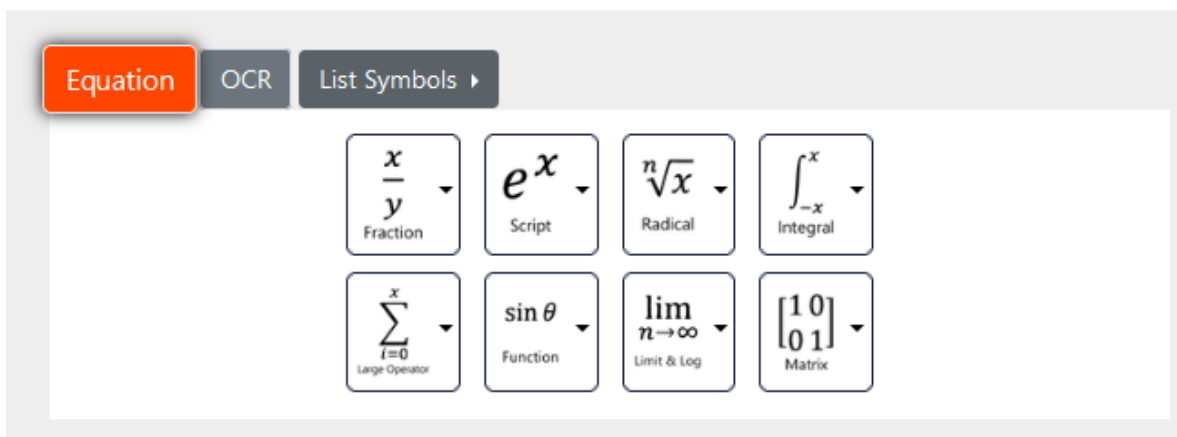 Equation OCR List Symbols ▸
x/y e^x ⁿ√x ∫_{-x}^{x}
Fraction Script Radical Integral
∑_{i=0}^{x} sin θ lim_{n→∞} [1 0
0 1]
Large Operator Function Limit & Log Matrix